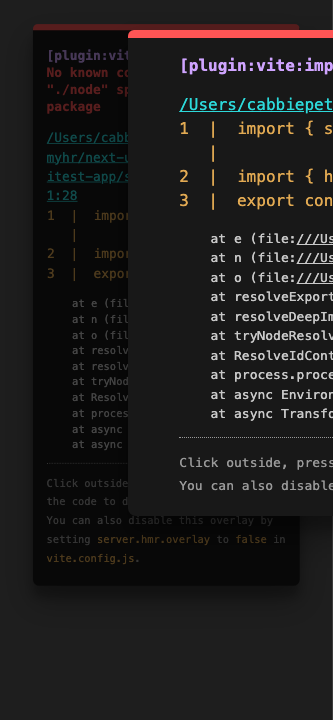 [plugin:vit
No known co
"./node" sp
package
/Users/cabb
myhr/next-u
itest-app/s
1:28
1 | impor
|
2 | impor
3 | expor
at e (fil
at n (fil
at o (fil
at resolv
at resolv
at tryNod
at Resolv
at proces
at async
at async
Click outside
the code to d
You can also disable this overlay by
setting server.hmr.overlay to false in
vite.config.js.
[plugin:vite:imp
/Users/cabbiepet
1 | import { s
|
2 | import { h
3 | export con
at e (file:///Us
at n (file:///Us
at o (file:///Us
at resolveExport
at resolveDeepIm
at tryNodeResolv
at ResolveIdCont
at process.proce
at async Environ
at async Transfo
Click outside, press
You can also disable